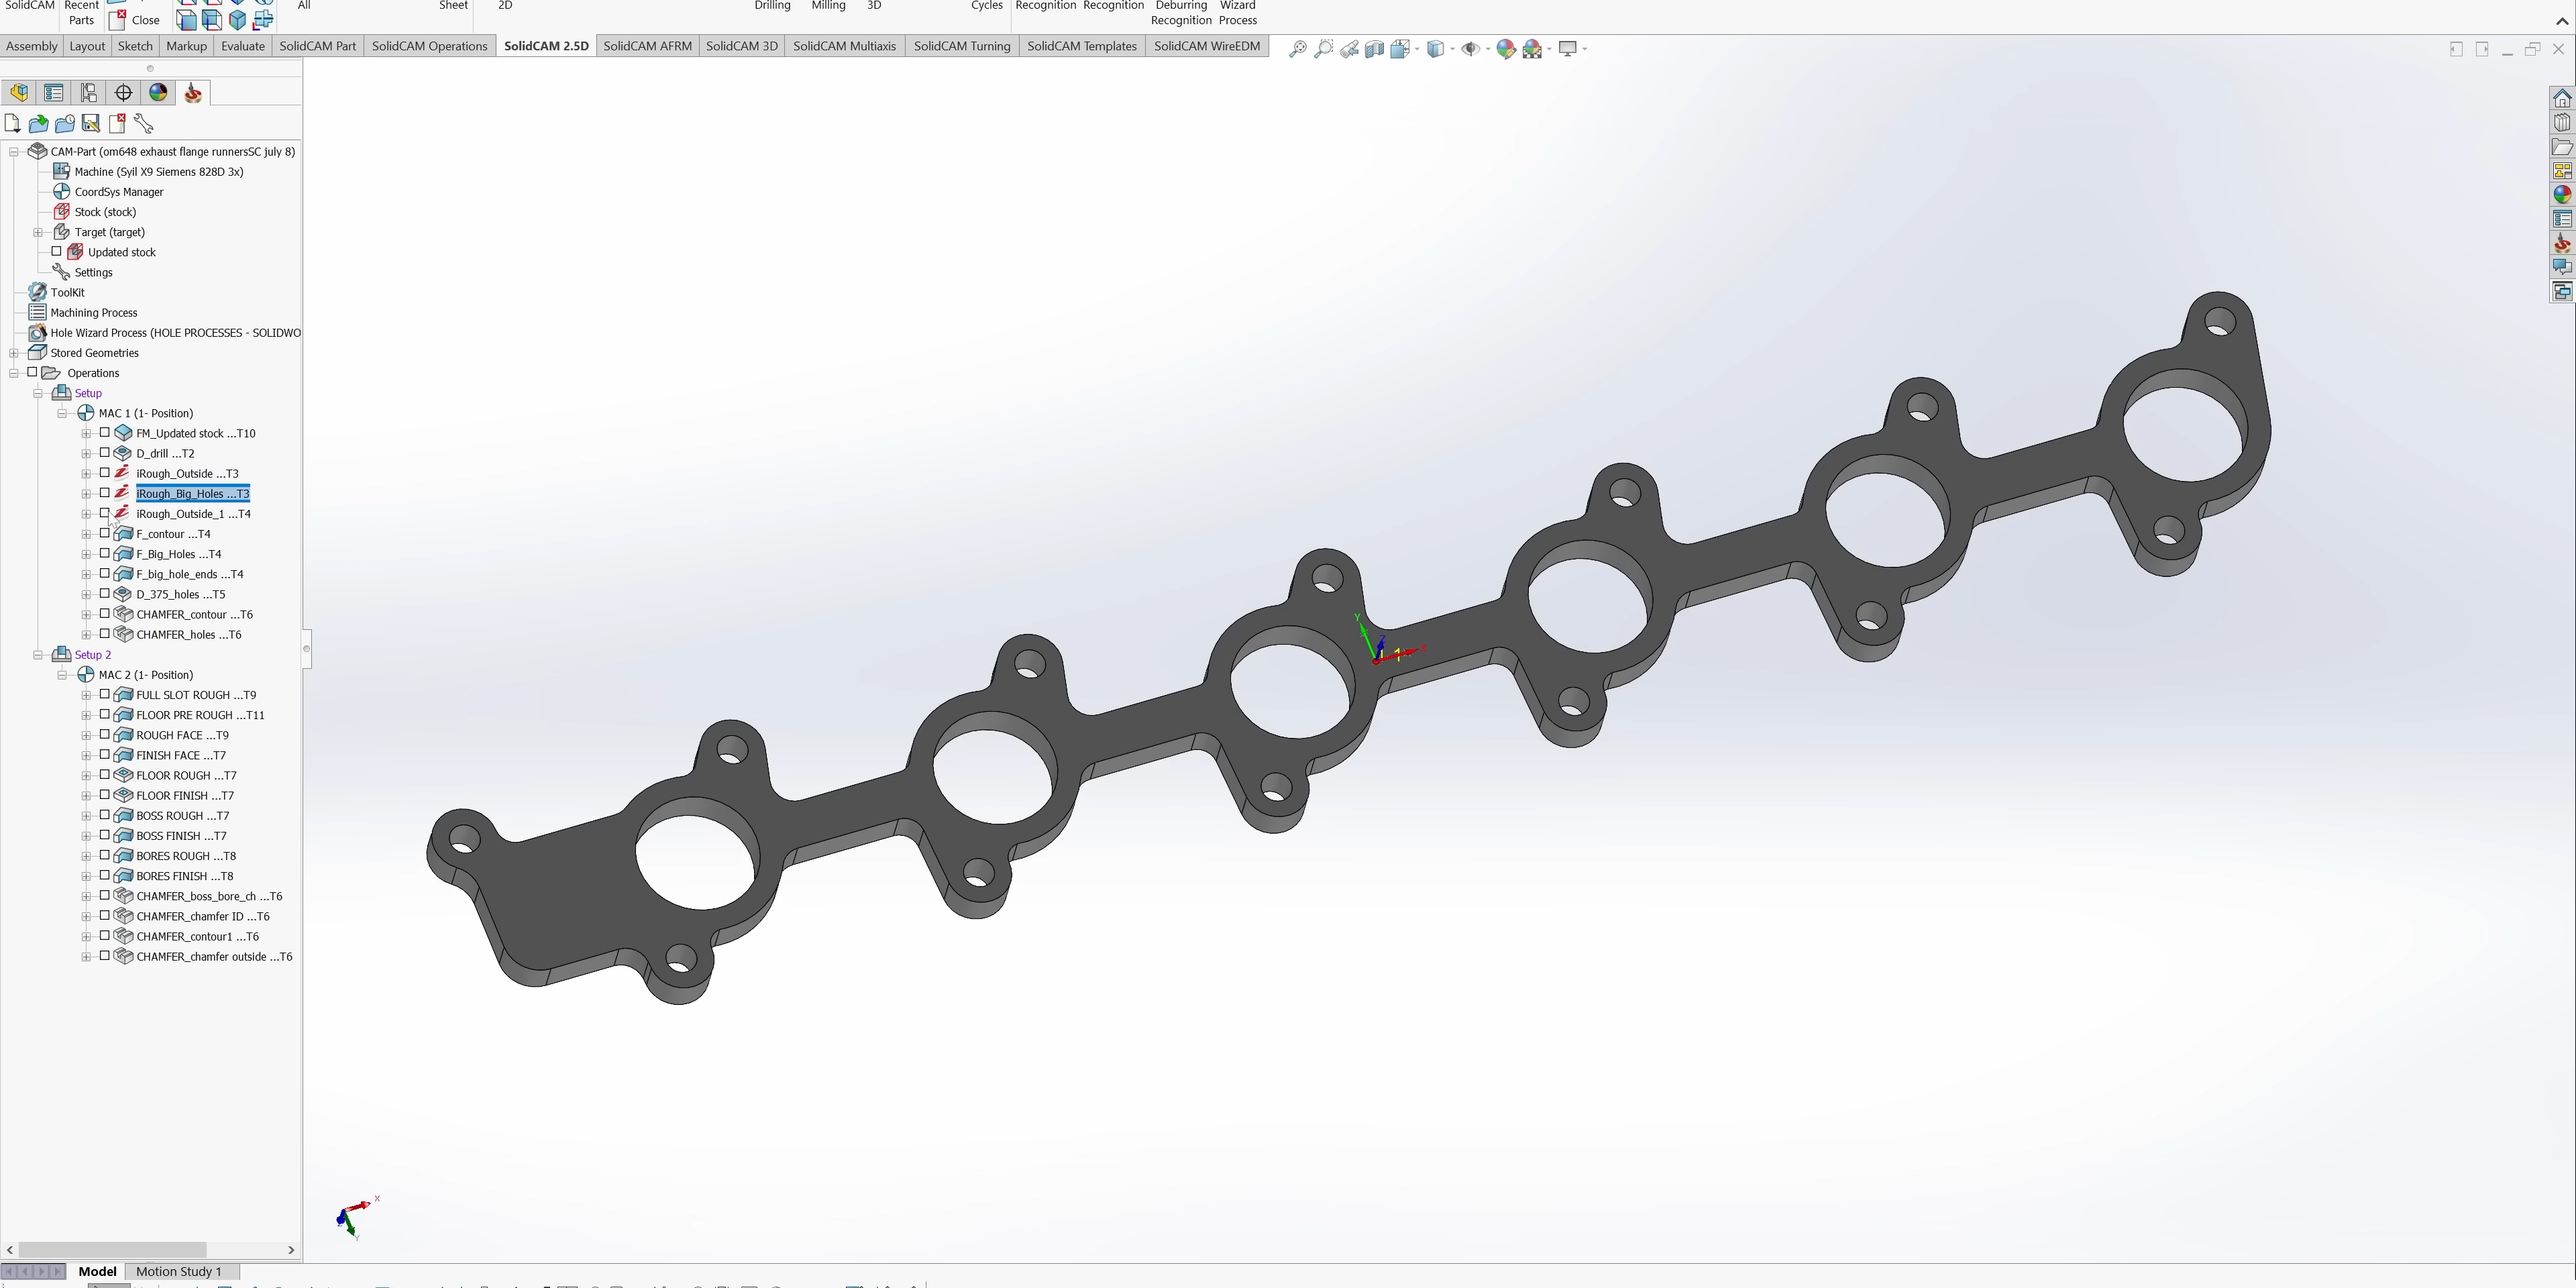 SolidCAM Recent All Sheet 2D Drilling Milling 3D Cycles Recognition Recognition Deburring Wizard
Parts Close Recognition Process
Assembly Layout Sketch Markup Evaluate SolidCAM Part SolidCAM Operations SolidCAM 2.5D SolidCAM AFRM SolidCAM 3D SolidCAM Multiaxis SolidCAM Turning SolidCAM Templates SolidCAM WireEDM
CAM-Part (om648 exhaust flange runnersSC july 8)
Machine (Syil X9 Siemens 828D 3x)
CoordSys Manager
Stock (stock)
Target (target)
Updated stock
Settings
ToolKit
Machining Process
Hole Wizard Process (HOLE PROCESSES - SOLIDWO
Stored Geometries
Operations
Setup
MAC 1 (1- Position)
FM_Updated stock ...T10
D_drill ...T2
iRough_Outside ...T3
iRough_Big_Holes ...T3
iRough_Outside_1 ...T4
F_contour ...T4
F_Big_Holes ...T4
F_big_hole_ends ...T4
D_375_holes ...T5
CHAMFER_contour ...T6
CHAMFER_holes ...T6
Setup 2
MAC 2 (1- Position)
FULL SLOT ROUGH ...T9
FLOOR PRE ROUGH ...T11
ROUGH FACE ...T9
FINISH FACE ...T7
FLOOR ROUGH ...T7
FLOOR FINISH ...T7
BOSS ROUGH ...T7
BOSS FINISH ...T7
BORES ROUGH ...T8
BORES FINISH ...T8
CHAMFER_boss_bore_ch ...T6
CHAMFER_chamfer ID ...T6
CHAMFER_contour1 ...T6
CHAMFER_chamfer outside ...T6
Y
Z
1
X
X
Y
Model Motion Study 1